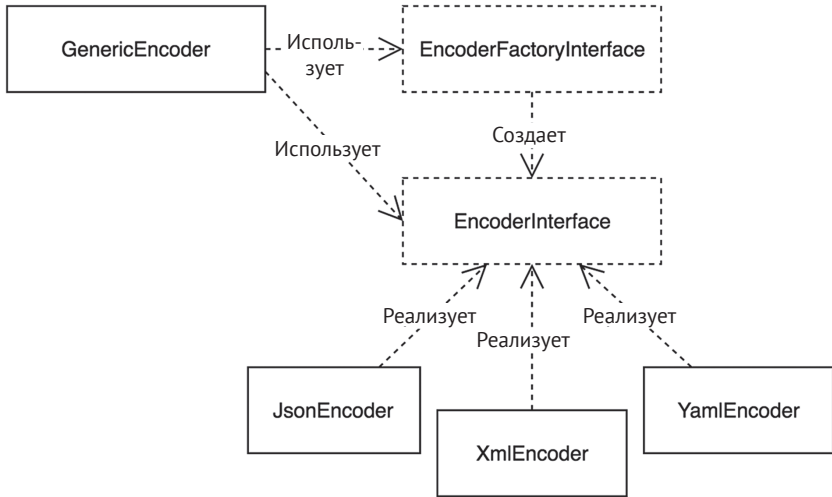 GenericEncoder
Исполь-
зует
EncoderFactoryInterface
Создает
Использует
EncoderInterface
Реализует
Реализует
Реализует
JsonEncoder
XmlEncoder
YamlEncoder